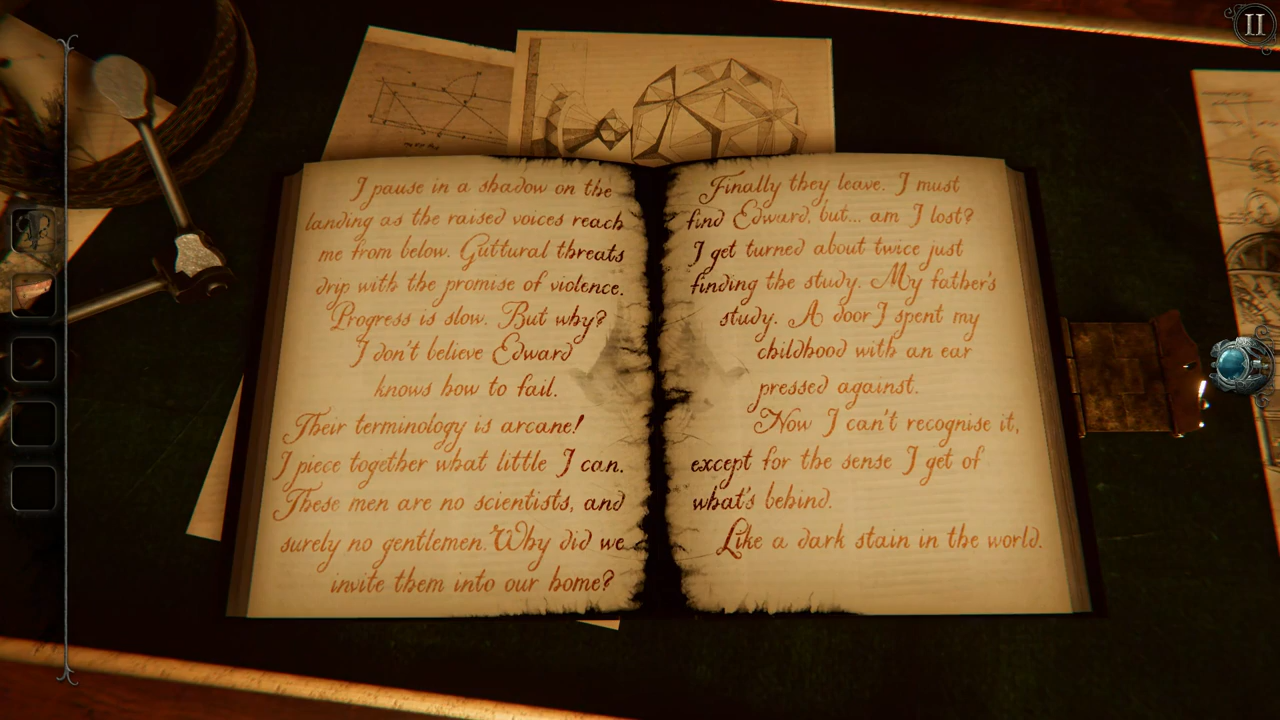 II
I pause in a shadow on the
landing as the raised voices reach
me from below. Guttural threats
drip with the promise of violence.
Progress is slow. But why?
I don't believe Edward
knows how to fail.
Their terminology is arcane!
I piece together what little I can.
These men are no scientists, and
surely no gentlemen. Why did we
invite them into our home?
Finally they leave. I must
find Edward, but... am I lost?
I get turned about twice just
finding the study. My father's
study. A door I spent my
childhood with an ear
pressed against.
Now I can't recognise it,
except for the sense I get of
what's behind.
Like a dark stain in the world.